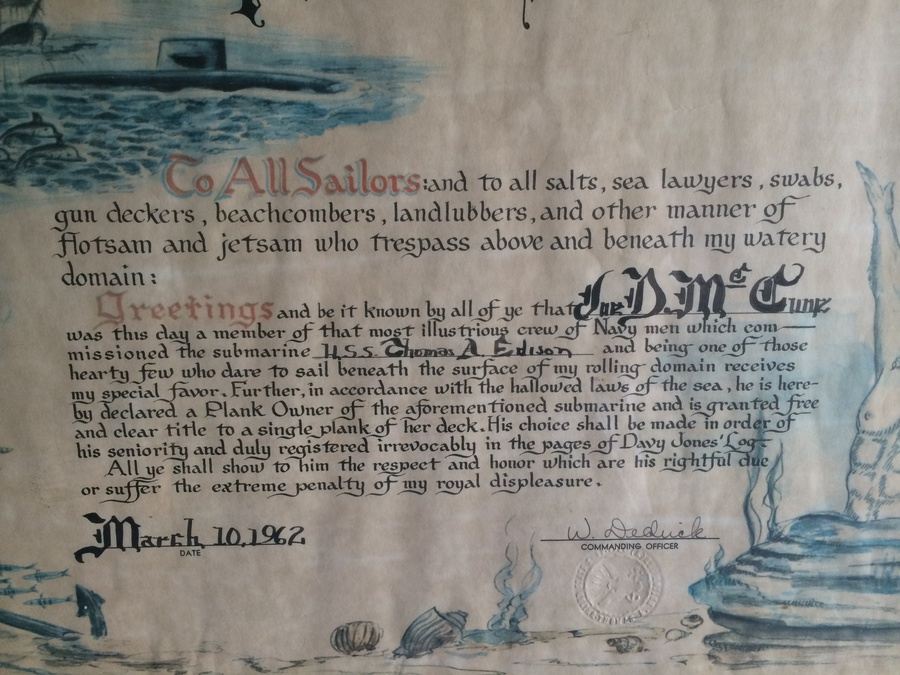 To All Sailors: and to all salts, sea lawyers, swabs,
gun deckers, beachcombers, landlubbers, and other manner of
flotsam and jetsam who trespass above and beneath my watery
domain:
Greetings and be it known by all of ye that Joe D. McCune
was this day a member of that most illustrious crew of Navy men which com-
missioned the submarine U.S.S. Thomas A. Edison and being one of those
hearty few who dare to sail beneath the surface of my rolling domain receives
my special favor. Further, in accordance with the hallowed laws of the sea, he is here-
by declared a Plank Owner of the aforementioned submarine and is granted free
and clear title to a single plank of her deck. His choice shall be made in order of
his seniority and duly registered irrevocably in the pages of Davy Jones' Log.
All ye shall show to him the respect and honor which are his rightful due
or suffer the extreme penalty of my royal displeasure.
March 10, 1962
DATE
W. Dedrick
COMMANDING OFFICER